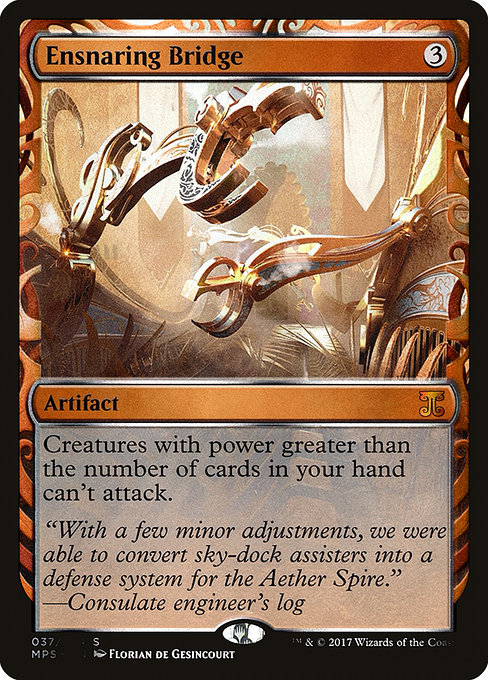 Ensnaring Bridge
3
Artifact
Creatures with power greater than
the number of cards in your hand
can't attack.
“With a few minor adjustments, we were
able to convert sky-dock assisters into a
defense system for the Aether Spire.”
—Consulate engineer's log
037/ S
MPS FLORIAN DE GESINCOURT
™ & © 2017 Wizards of the Coas